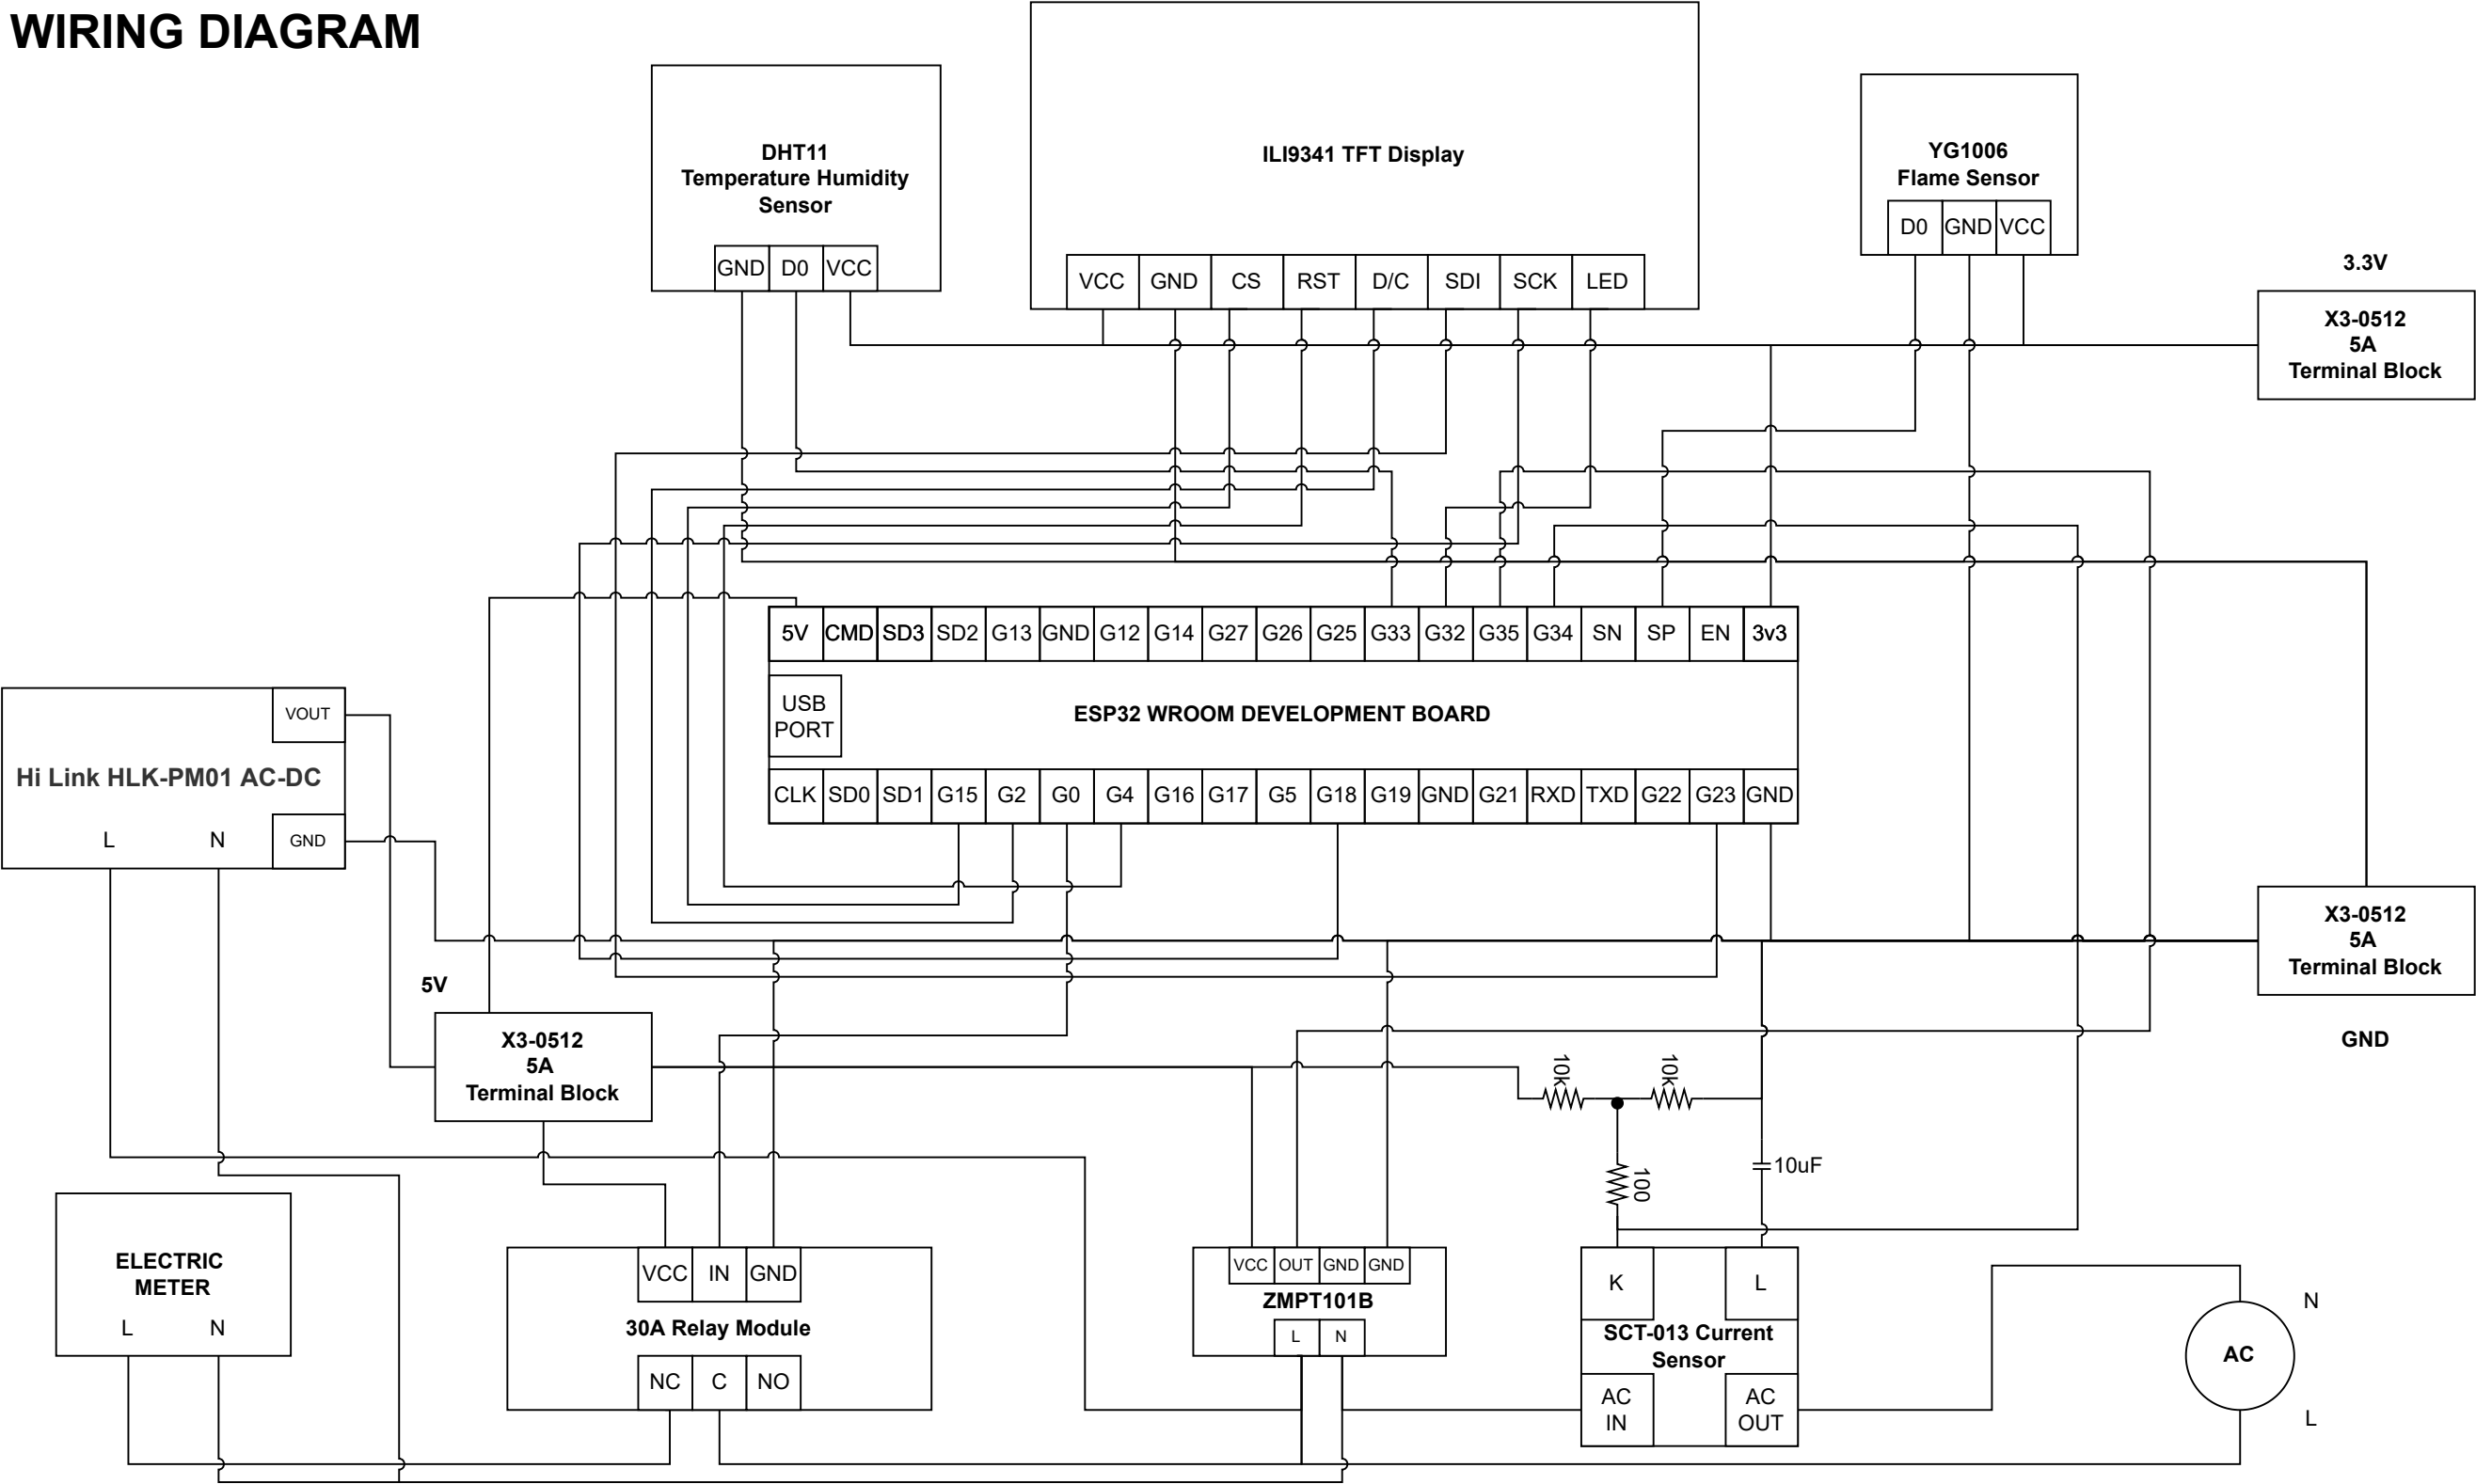 WIRING DIAGRAM
DHT11
Temperature Humidity
Sensor
GND D0 VCC
ILI9341 TFT Display
VCC GND CS RST D/C SDI SCK LED
YG1006
Flame Sensor
D0 GND VCC
3.3V
X3-0512
5A
Terminal Block
5V CMD SD3 SD2 G13 GND G12 G14 G27 G26 G25 G33 G32 G35 G34 SN SP EN 3v3
USB
PORT
ESP32 WROOM DEVELOPMENT BOARD
CLK SD0 SD1 G15 G2 G0 G4 G16 G17 G5 G18 G19 GND G21 RXD TXD G22 G23 GND
VOUT
Hi Link HLK-PM01 AC-DC
L N GND
X3-0512
5A
Terminal Block
GND
5V
X3-0512
5A
Terminal Block
10k
10k
100
10uF
ELECTRIC
METER
L N
VCC IN GND
30A Relay Module
NC C NO
VCC OUT GND GND
ZMPT101B
L N
K L
SCT-013 Current
Sensor
AC
IN
AC
OUT
N
AC
L